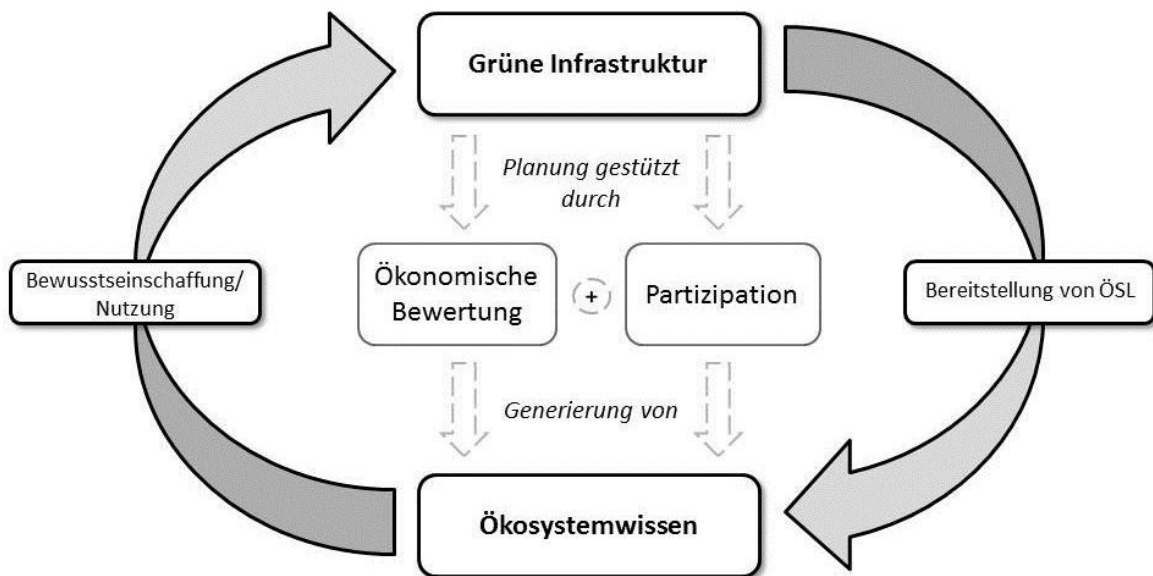 Grüne Infrastruktur
Planung gestützt
durch
Bewusstseinschaffung/
Nutzung
Ökonomische
Bewertung
+
Partizipation
Bereitstellung von ÖSL
Generierung von
Ökosystemwissen